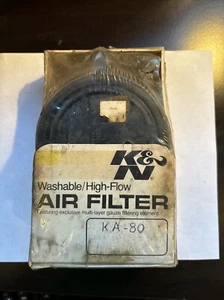 K&N
Washable/High-Flow
AIR FILTER
Featuring exclusive multi-layer gauze filtering element.
KA-80